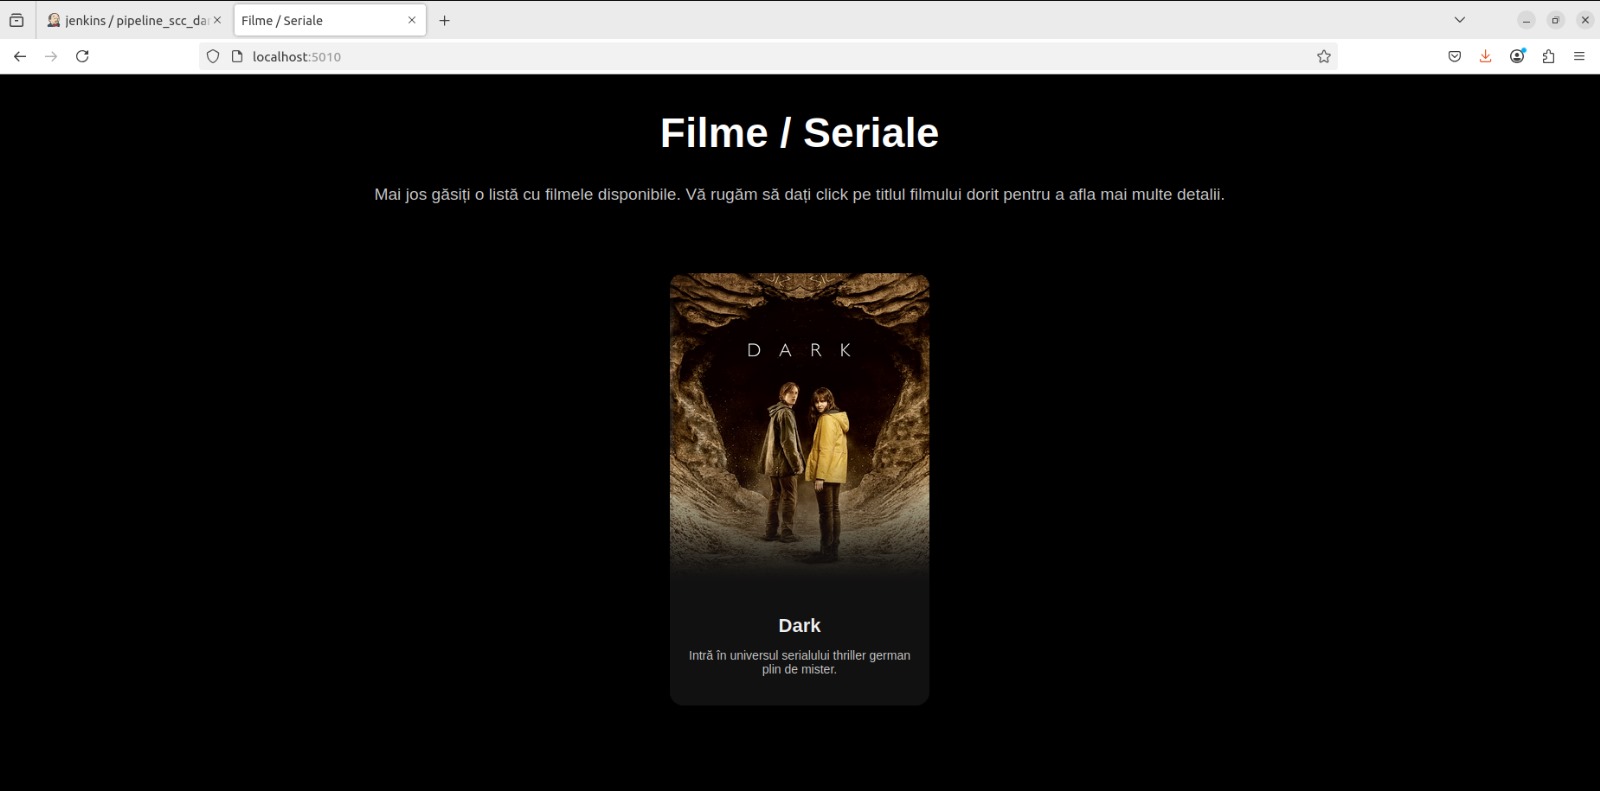 jenkins / pipeline_scc_da
Filme / Seriale
localhost:5010
Filme / Seriale
Mai jos găsiți o listă cu filmele disponibile. Vă rugăm să dați click pe titlul filmului dorit pentru a afla mai multe detalii.
DARK
Dark
Intră în universul serialului thriller german
plin de mister.